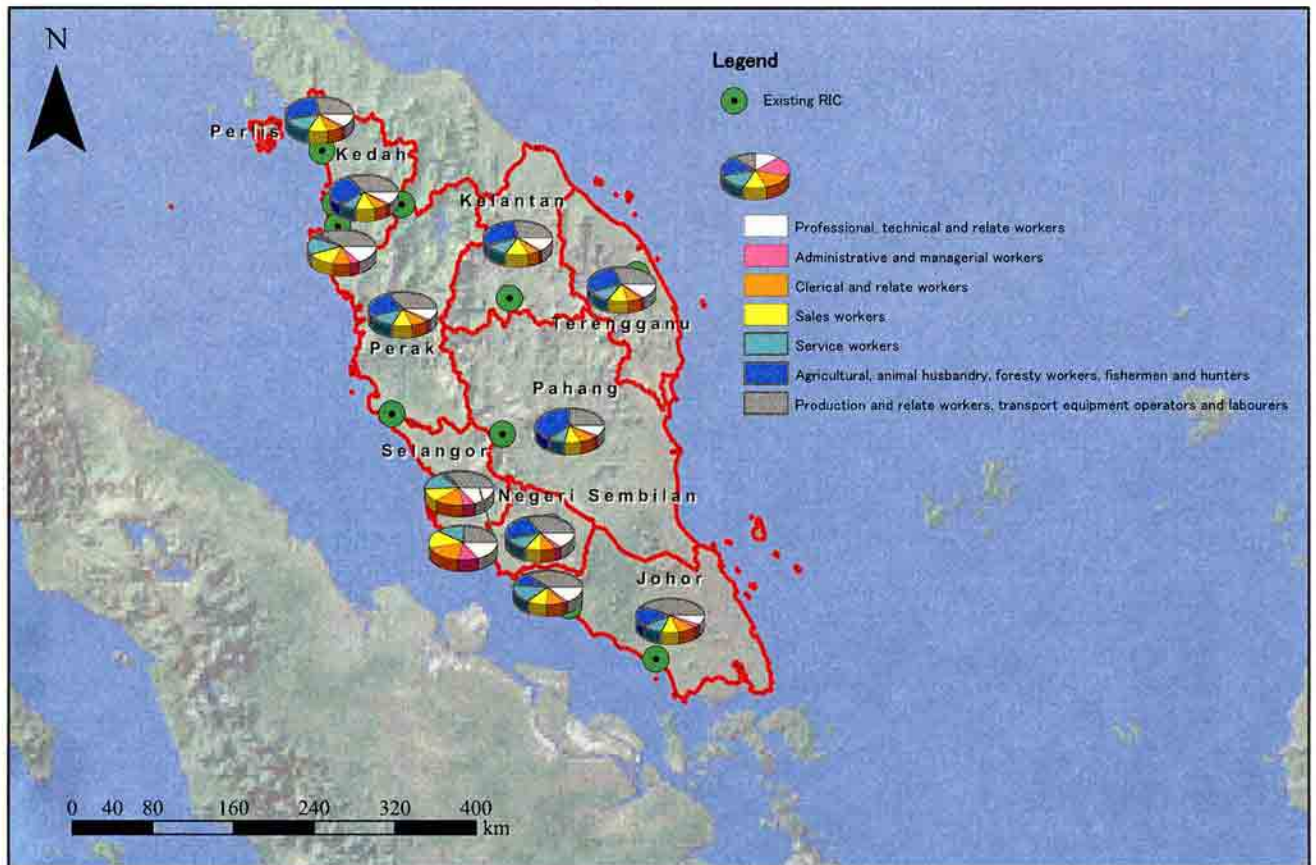 N
Legend
Existing RIC
Professional, technical and relate workers
Administrative and managerial workers
Clerical and relate workers
Sales workers
Service workers
Agricultural, animal husbandry, foresty workers, fishermen and hunters
Production and relate workers, transport equipment operators and labourers
Perlis
Kedah
Kelantan
Terengganu
Perak
Pahang
Selangor
Negeri Sembilan
Johor
0 40 80 160 240 320 400
km